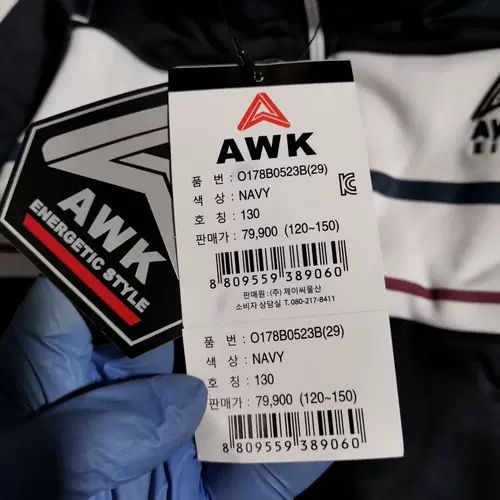 AWK
ENERGETIC STYLE
AWK
품 번 : O178B0523B(29)
색 상 : NAVY
호 칭 : 130
판매가 : 79,900 (120~150)
8 809559 389060
판매원 : (주) 제이씨물산
소비자 상담실 T. 080-217-8411
품 번 : O178B0523B(29)
색 상 : NAVY
호 칭 : 130
판매가 : 79,900 (120~150)
8 809559 389060
AWK